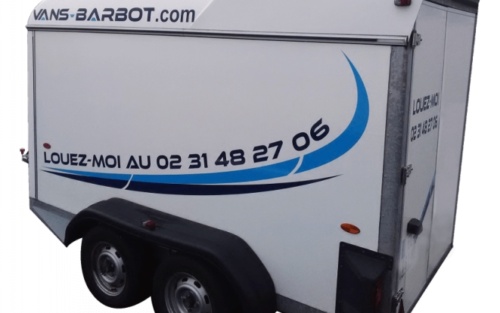 VANS-BARBOT.com
LOUEZ-MOI AU 02 31 48 27 06
LOUEZ-MOI
02 31 48 27 06